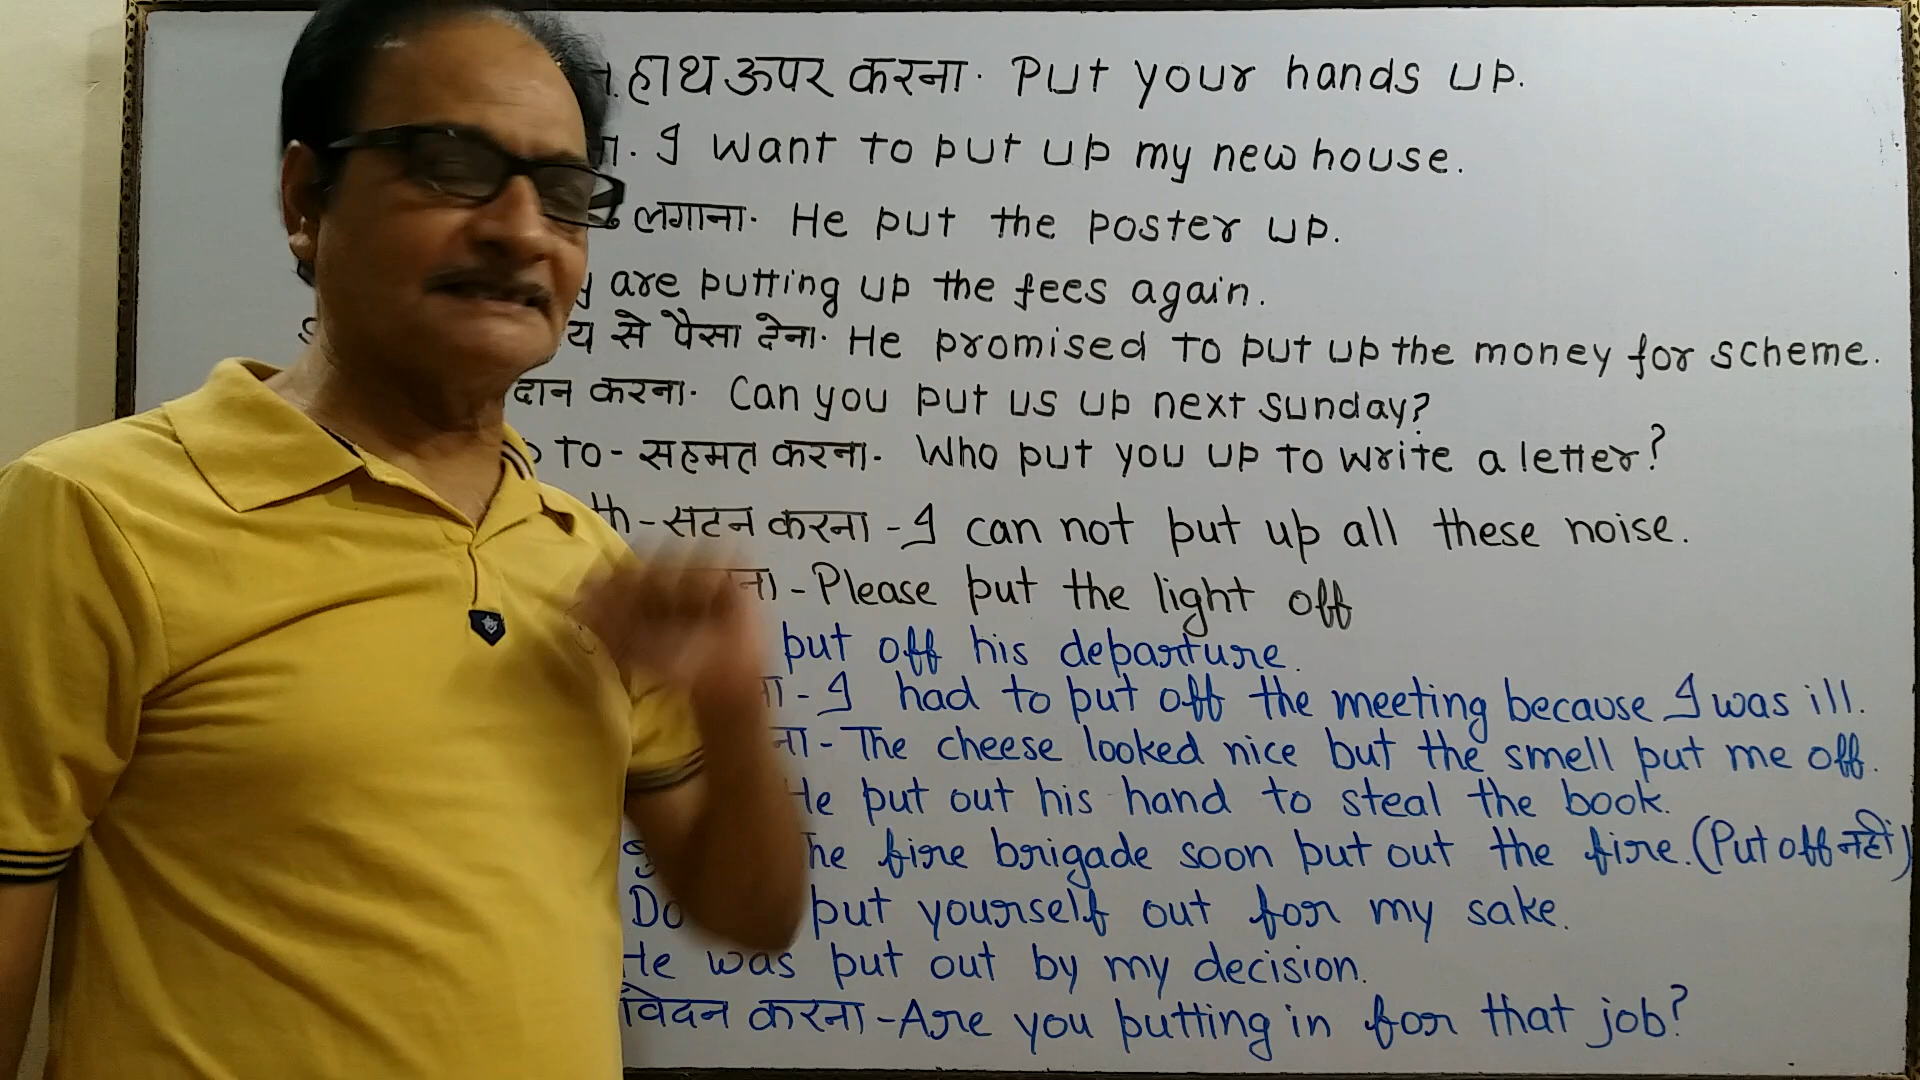 हाथ ऊपर करना. Put your hands up.
I want to put up my new house.
लगाना. He put the poster up.
are putting up the fees again.
से पैसा देना. He promised to put up the money for scheme.
करना. Can you put us up next sunday?
To - सहमत करना. Who put you up to write a letter?
सटन करना - I can not put up all these noise.
- Please put the light off
put off his departure.
- I had to put off the meeting because I was ill.
- The cheese looked nice but the smell put me off.
He put out his hand to steal the book.
The fire brigade soon put out the fire. (Put off नहीं)
put yourself out for my sake.
He was put out by my decision.
करना - Are you putting in for that job?